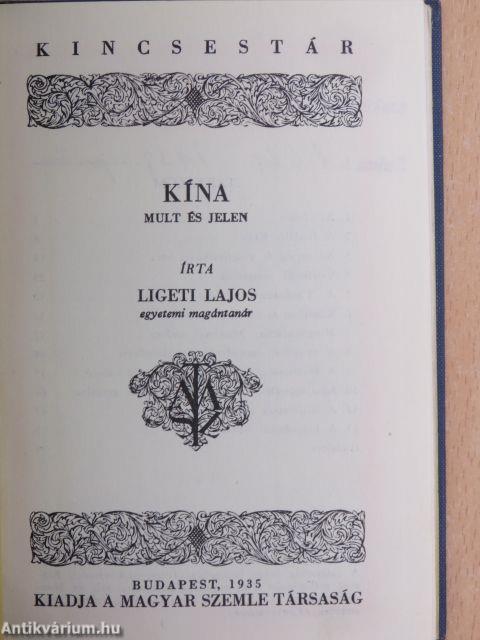 KINCSESTÁR
KÍNA
MULT ÉS JELEN
ÍRTA
LIGETI LAJOS
egyetemi magántanár
BUDAPEST, 1935
KIADJA A MAGYAR SZEMLE TÁRSASÁG
Antikvárium.hu